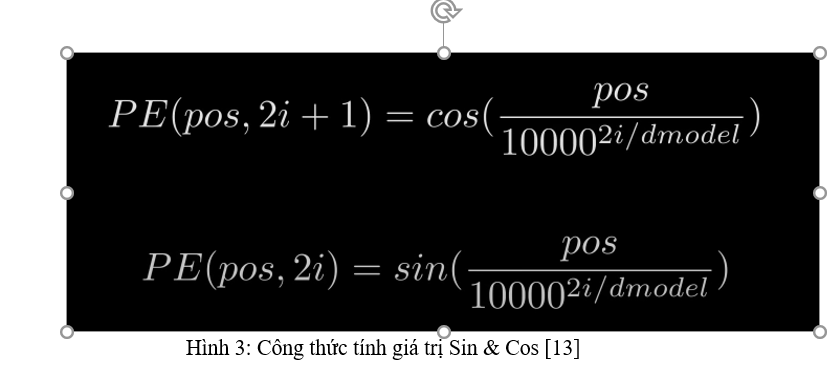 PE(pos, 2i + 1) = cos(pos / 10000^{2i/dmodel})
PE(pos, 2i) = sin(pos / 10000^{2i/dmodel})
Hình 3: Công thức tính giá trị Sin & Cos [13]